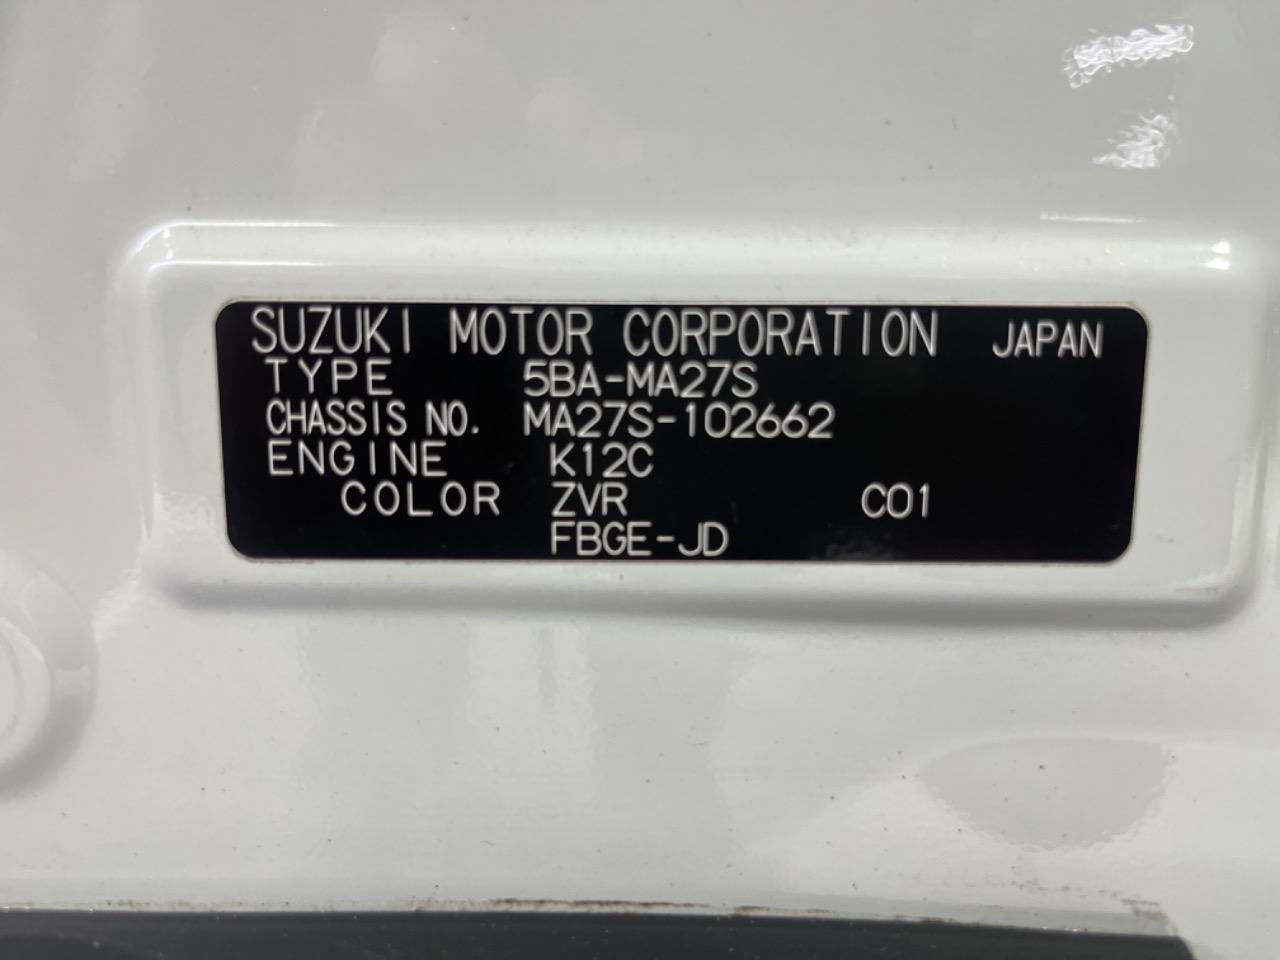 SUZUKI MOTOR CORPORATION JAPAN
TYPE 5BA-MA27S
CHASSIS NO. MA27S-102662
ENGINE K12C
COLOR ZVR C01
FBGE-JD